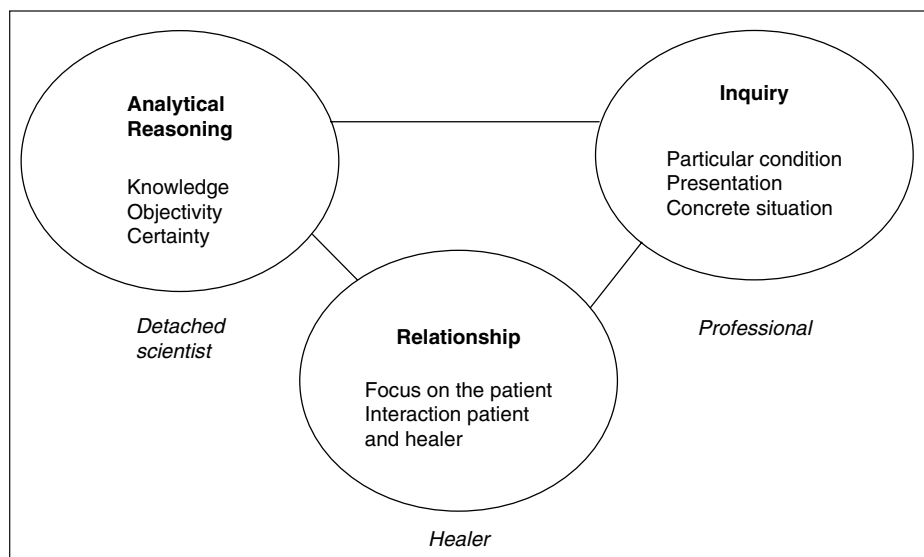 Analytical
Reasoning
Knowledge
Objectivity
Certainty
Detached
scientist
Inquiry
Particular condition
Presentation
Concrete situation
Professional
Relationship
Focus on the patient
Interaction patient
and healer
Healer